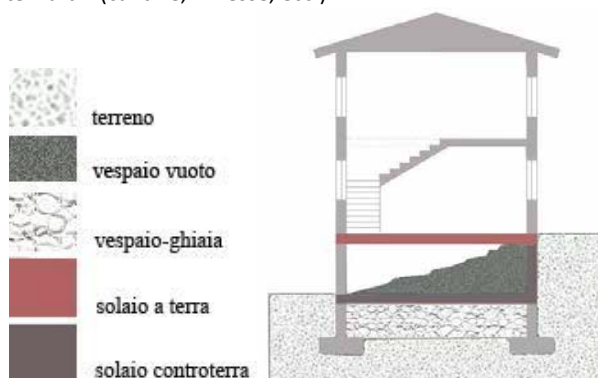 terreno
vespaio vuoto
vespaio-ghiaia
solaio a terra
solaio controterra